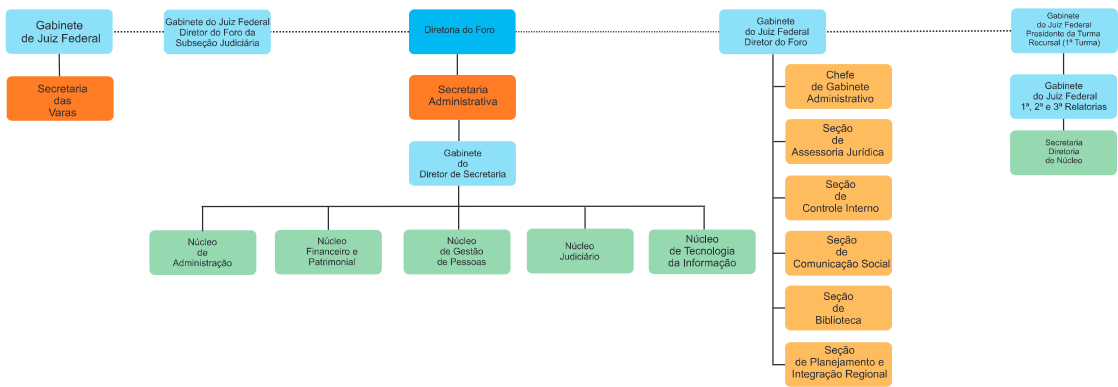 Gabinete
de Juiz Federal
Gabinete do Juiz Federal
Diretor do Foro da
Subseção Judiciária
Diretoria do Foro
Gabinete
do Juiz Federal
Diretor do Foro
Gabinete
do Juiz Federal
Presidente da Turma
Recursal (1ª Turma)
Secretaria
das
Varas
Secretaria
Administrativa
Gabinete
do
Diretor de Secretaria
Núcleo
de
Administração
Núcleo
Financeiro e
Patrimonial
Núcleo
de Gestão
de Pessoas
Núcleo
Judiciário
Núcleo
de Tecnologia
da Informação
Chefe
de Gabinete
Administrativo
Seção
de
Assessoria Jurídica
Seção
de
Controle Interno
Seção
de
Comunicação Social
Seção
de
Biblioteca
Seção
de Planejamento e
Integração Regional
Gabinete
do Juiz Federal
1ª, 2ª e 3ª Relatorias
Secretaria
Diretoria
de Núcleo